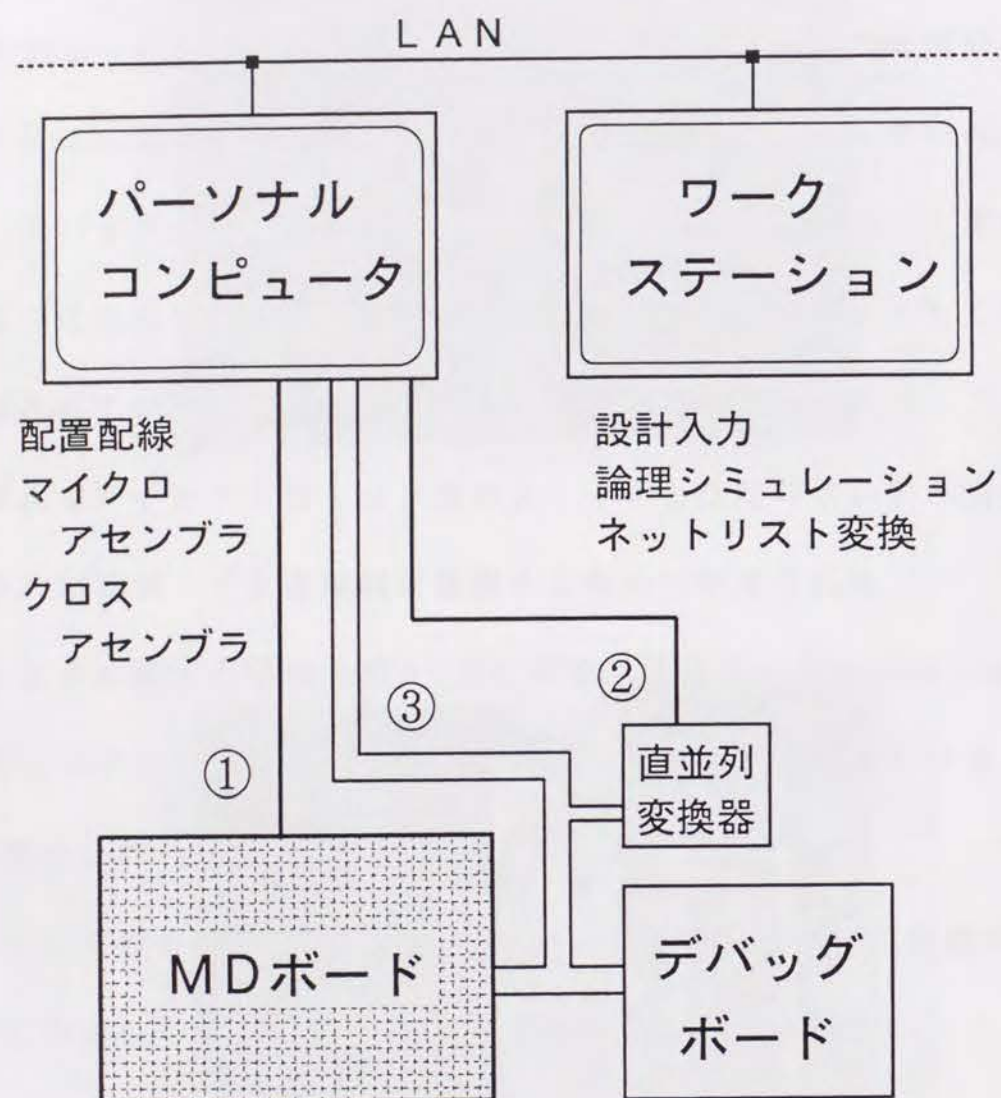 LAN
パーソナル
コンピュータ
ワーク
ステーション
配置配線
マイクロ
アセンブラ
クロス
アセンブラ
設計入力
論理シミュレーション
ネットリスト変換
①
③
②
直並列
変換器
MDボード
デバッグ
ボード